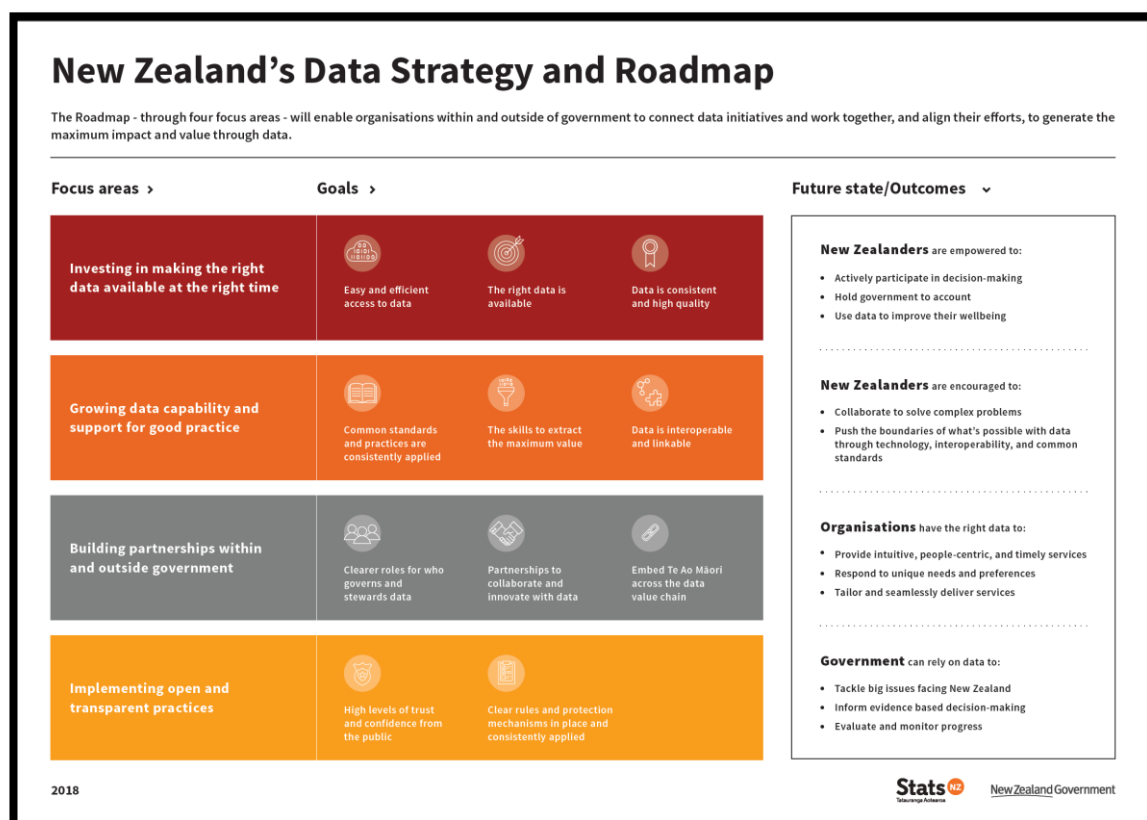 New Zealand’s Data Strategy and Roadmap
The Roadmap - through four focus areas - will enable organisations within and outside of government to connect data initiatives and work together, and align their efforts, to generate the
maximum impact and value through data.
Focus areas ›
Goals ›
Future state/Outcomes
Investing in making the right
data available at the right time
00
10101
1101100
Easy and efficient
access to data
The right data is
available
Data is consistent
and high quality
Growing data capability and
support for good practice
Common standards
and practices are
consistently applied
The skills to extract
the maximum value
Data is interoperable
and linkable
Building partnerships within
and outside government
Clearer roles for who
governs and
stewards data
Partnerships to
collaborate and
innovate with data
Embed Te Ao Māori
across the data
value chain
Implementing open and
transparent practices
High levels of trust
and confidence from
the public
Clear rules and protection
mechanisms in place and
consistently applied
New Zealanders are empowered to:
• Actively participate in decision-making
• Hold government to account
• Use data to improve their wellbeing
New Zealanders are encouraged to:
• Collaborate to solve complex problems
• Push the boundaries of what's possible with data
through technology, interoperability, and common
standards
Organisations have the right data to:
• Provide intuitive, people-centric, and timely services
• Respond to unique needs and preferences
• Tailor and seamlessly deliver services
Government can rely on data to:
• Tackle big issues facing New Zealand
• Inform evidence based decision-making
• Evaluate and monitor progress
2018
Stats NZ
Tatauranga Aotearoa
New Zealand Government